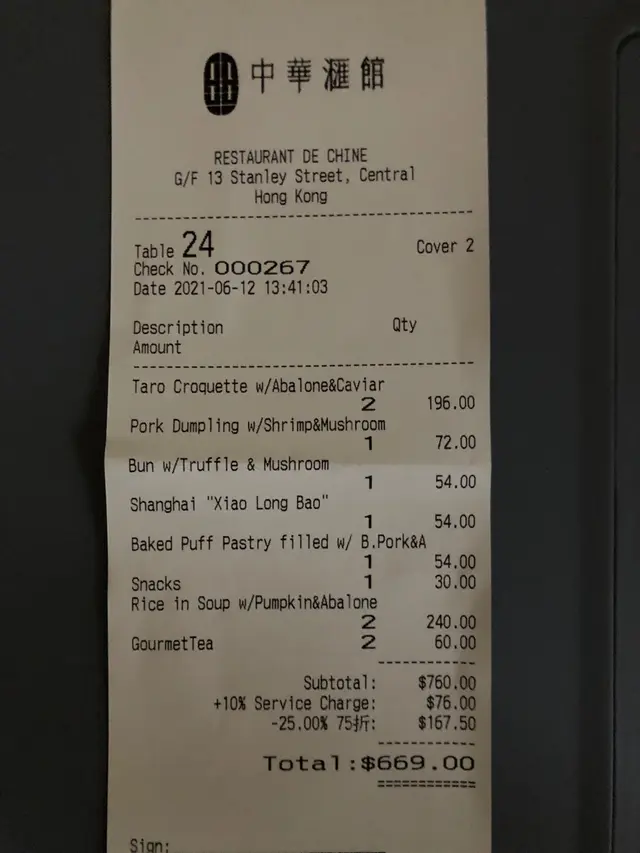 中華滙館
RESTAURANT DE CHINE
G/F 13 Stanley Street, Central
Hong Kong
Table 24 Cover 2
Check No. 000267
Date 2021-06-12 13:41:03
Description Qty
Amount
Taro Croquette w/Abalone&Caviar
2 196.00
Pork Dumpling w/Shrimp&Mushroom
1 72.00
Bun w/Truffle & Mushroom
1 54.00
Shanghai "Xiao Long Bao"
1 54.00
Baked Puff Pastry filled w/ B.Pork&A
1 54.00
Snacks 1 30.00
Rice in Soup w/Pumpkin&Abalone
2 240.00
GourmetTea 2 60.00
Subtotal: $760.00
+10% Service Charge: $76.00
-25.00% 75折: $167.50
Total:$669.00
Sign: